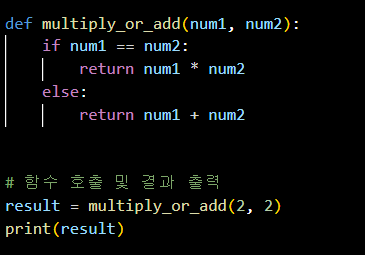 def multiply_or_add(num1, num2):
    if num1 == num2:
        return num1 * num2
    else:
        return num1 + num2
# 함수 호출 및 결과 출력
result = multiply_or_add(2, 2)
print(result)